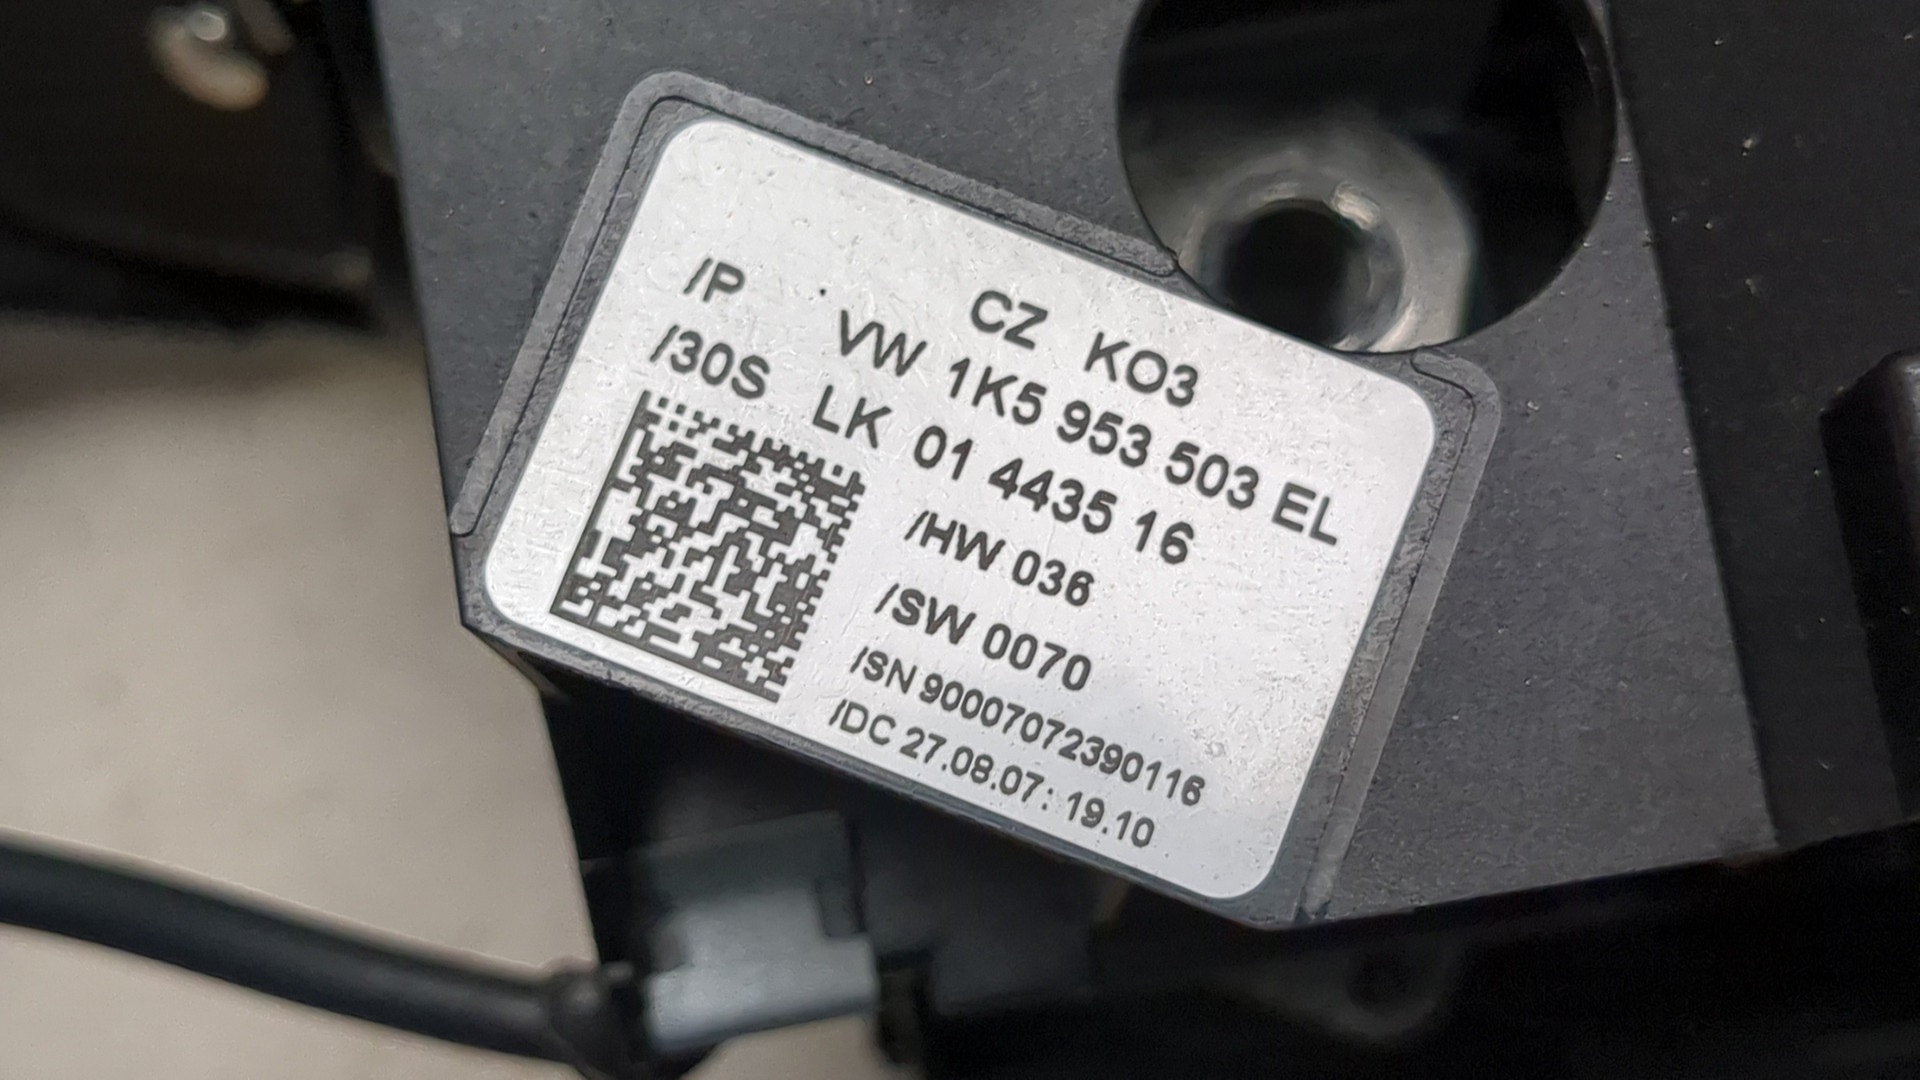 CZ KO3
/P VW 1K5 953 503 EL
/30S LK 01 4435 16
/HW 036
/SW 0070
/SN 90007072390116
/DC 27.08.07: 19.10